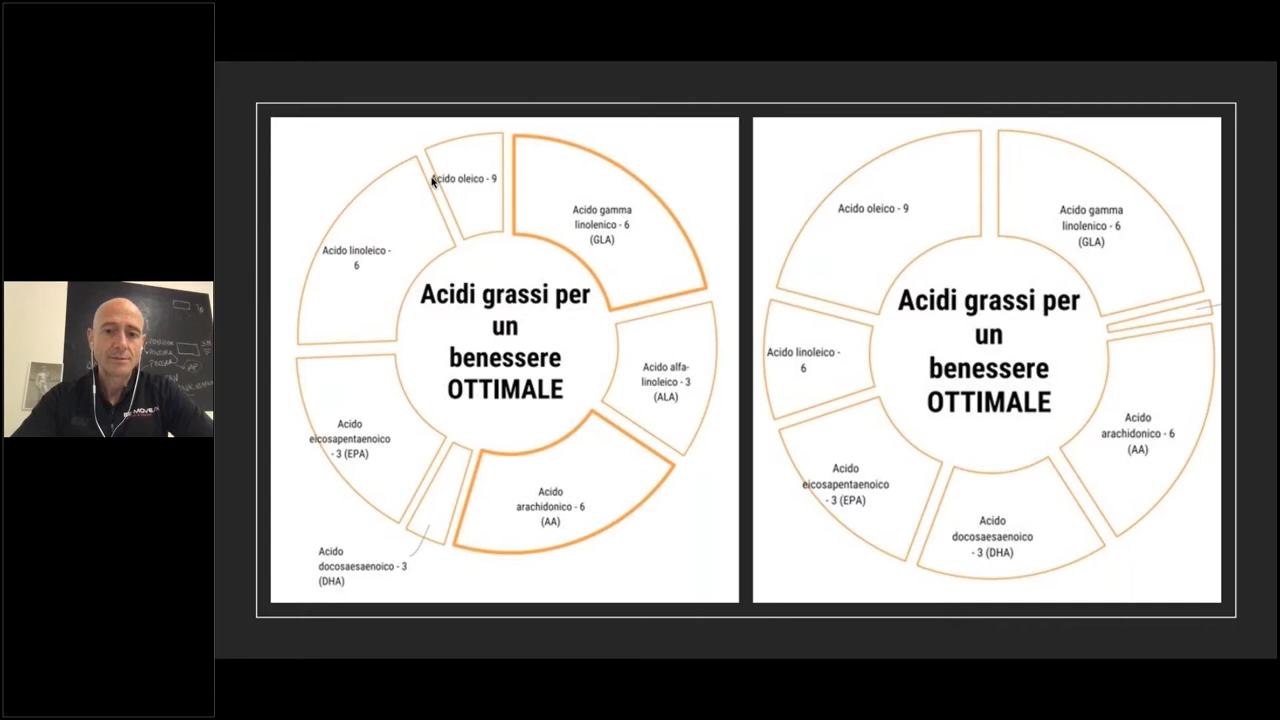 Acido oleico - 9
Acido gamma
linolenico - 6
(GLA)
Acido linoleico -
6
Acidi grassi per
un
benessere
OTTIMALE
Acido alfa-
linoleico - 3
(ALA)
Acido
eicosapentaenoico
- 3 (EPA)
Acido
arachidonico - 6
(AA)
Acido
docosaesaenoico - 3
(DHA)
Acido oleico - 9
Acido gamma
linolenico - 6
(GLA)
Acidi grassi per
un
benessere
OTTIMALE
Acido linoleico -
6
Acido
arachidonico - 6
(AA)
Acido
eicosapentaenoico
- 3 (EPA)
Acido
docosaesaenoico
- 3 (DHA)